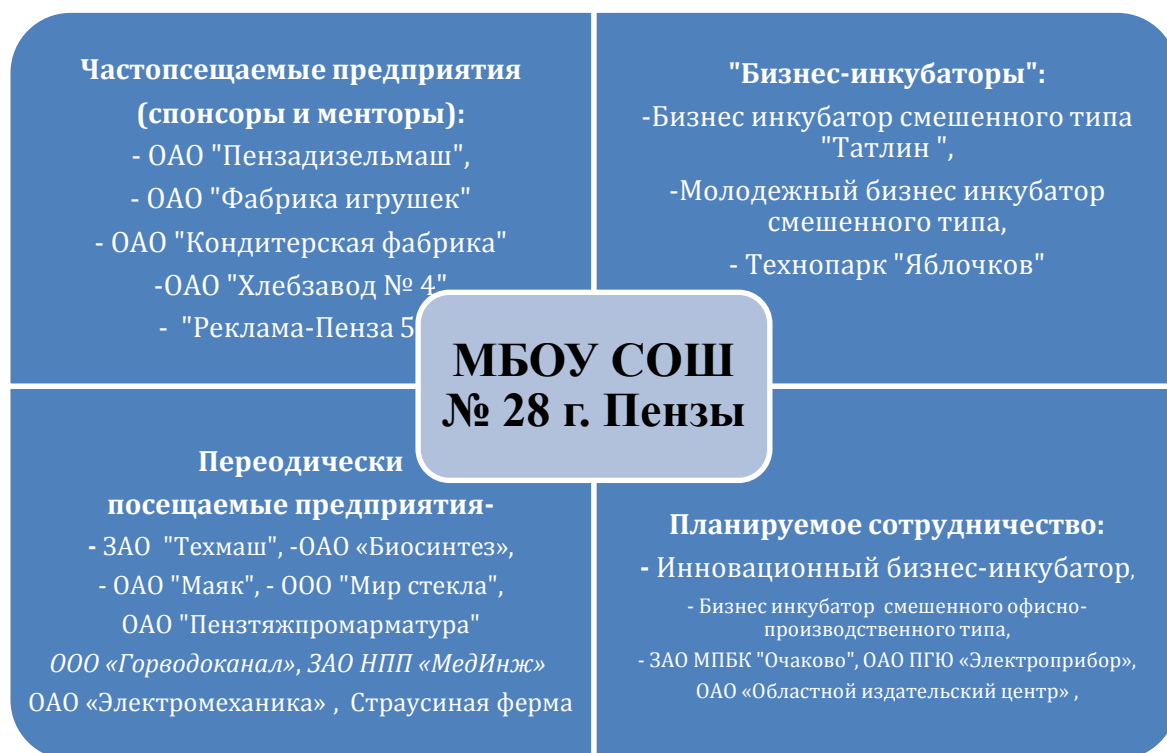 Частопсещаемые предприятия
(спонсоры и менторы):
- ОАО "Пензадизельмаш",
- ОАО "Фабрика игрушек"
- ОАО "Кондитерская фабрика"
-ОАО "Хлебзавод № 4"
- "Реклама-Пенза 5
"Бизнес-инкубаторы":
-Бизнес инкубатор смешенного типа
"Татлин ",
-Молодежный бизнес инкубатор
смешенного типа,
- Технопарк "Яблочков"
МБОУ СОШ
№ 28 г. Пензы
Переодически
посещаемые предприятия-
- ЗАО "Техмаш", -ОАО «Биосинтез»,
- ОАО "Маяк", - ООО "Мир стекла",
ОАО "Пензтяжпромарматура"
ООО «Горводоканал», ЗАО НПП «МедИнж»
ОАО «Электромеханика» , Страусиная ферма
Планируемое сотрудничество:
- Инновационный бизнес-инкубатор,
- Бизнес инкубатор смешенного офисно-
производственного типа,
- ЗАО МПБК "Очаково", ОАО ПГЮ «Электроприбор»,
ОАО «Областной издательский центр» ,